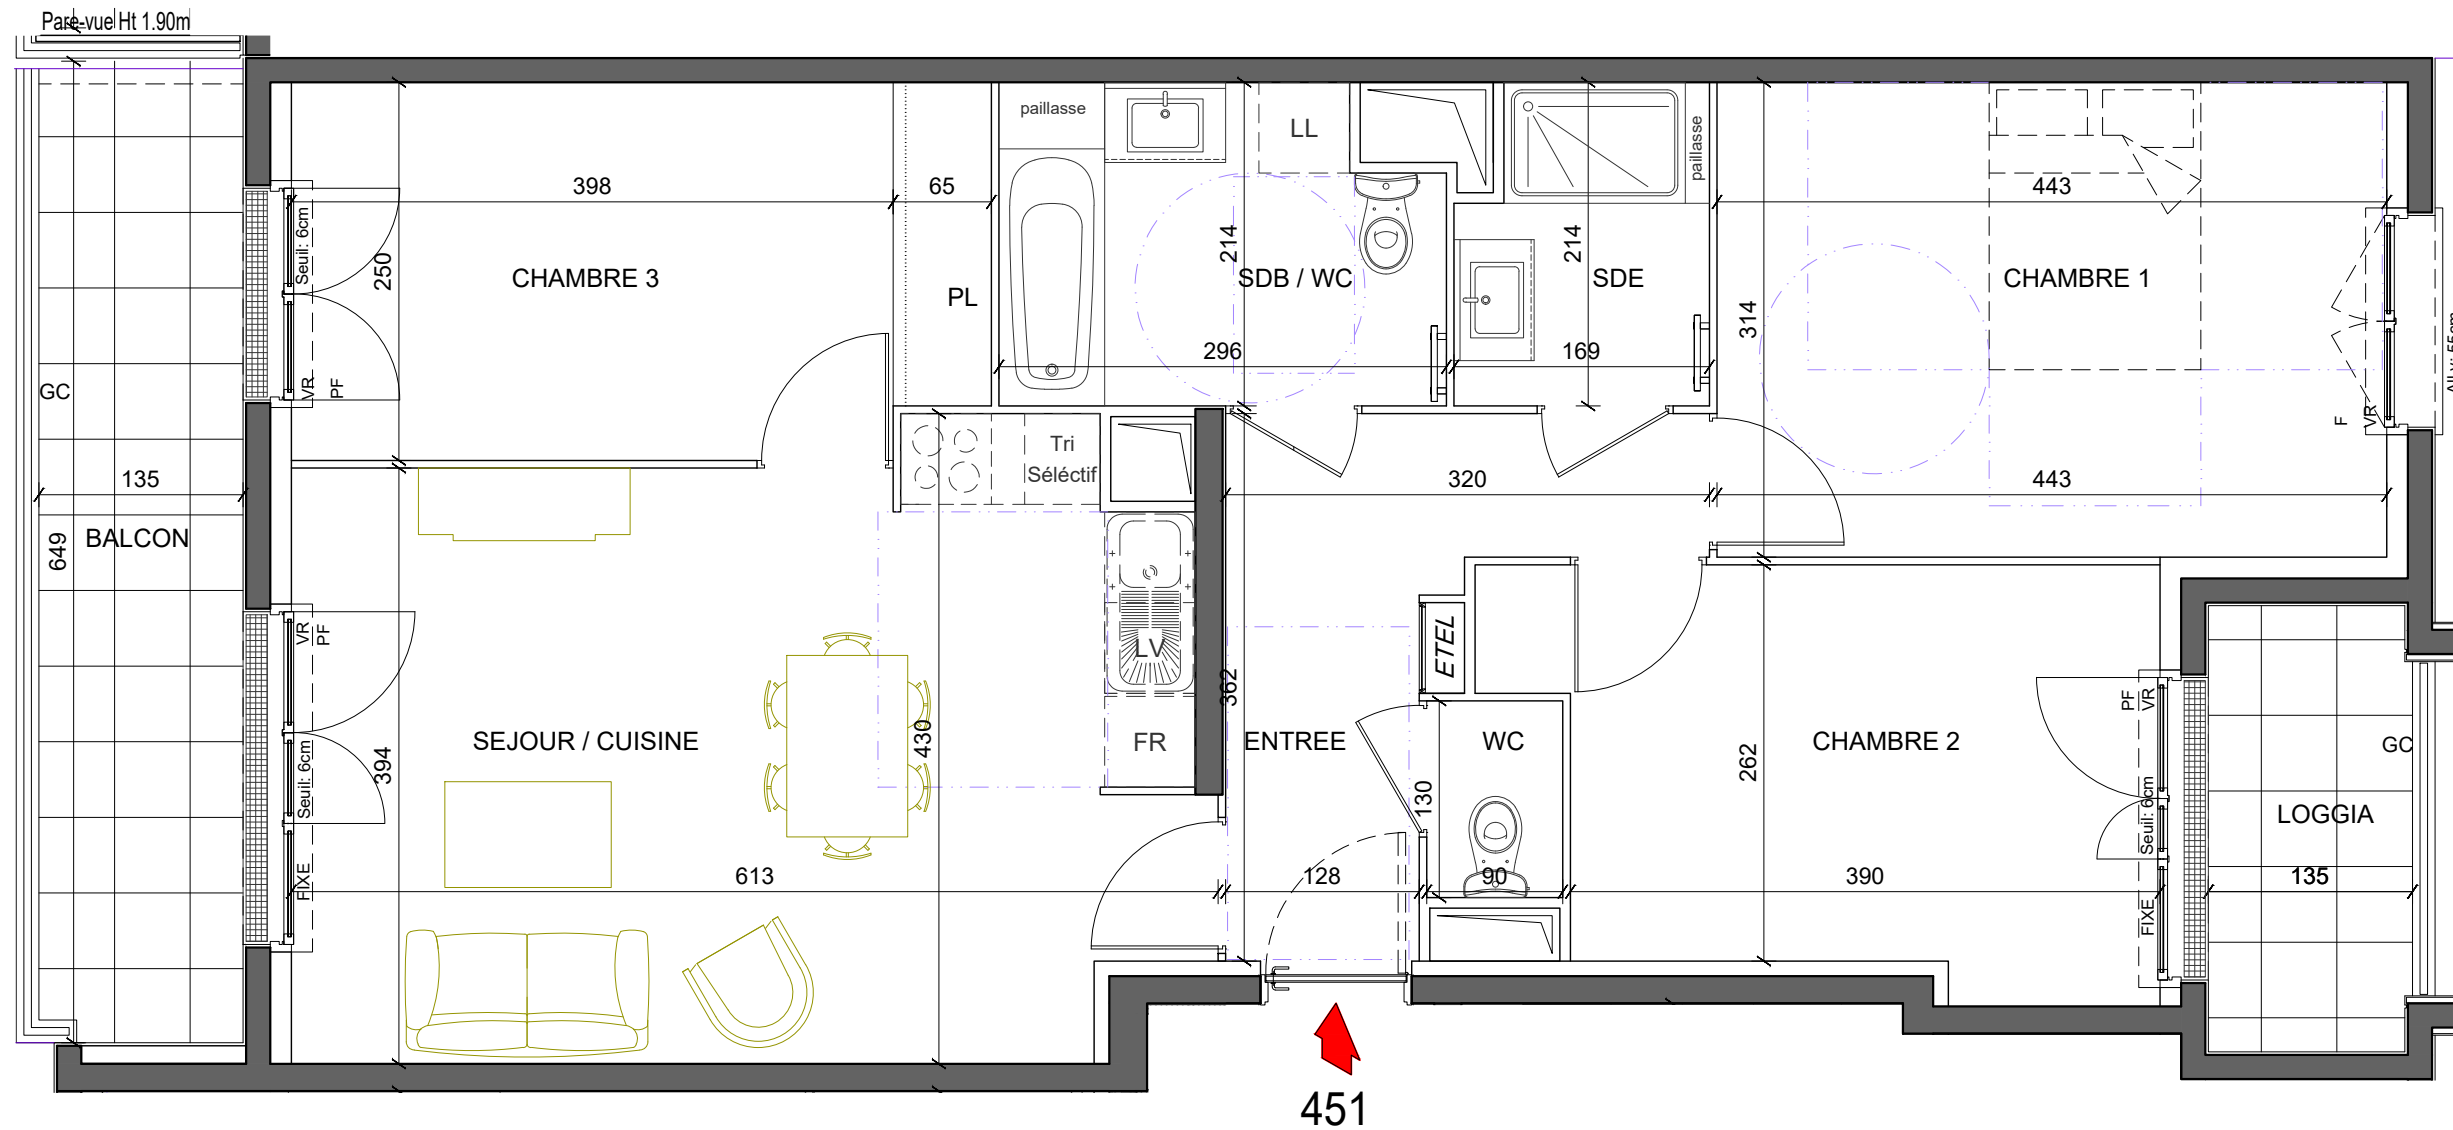 Pare-vue Ht 1.90m
paillasse
LL
paillasse
398
65
443
Seuil: 6cm
250
CHAMBRE 3
PL
214
SDB / WC
214
SDE
CHAMBRE 1
314
296
169
GC
VR
PF
F
VR
All.v: 55cm
Tri
Séléctif
135
320
443
649
BALCON
VR
PF
ETEL
LV
362
SEJOUR / CUISINE
430
FR
ENTREE
WC
CHAMBRE 2
PF
VR
GC
394
Seuil: 6cm
130
262
Seuil: 6cm
LOGGIA
FIXE
613
128
90
390
FIXE
135
451